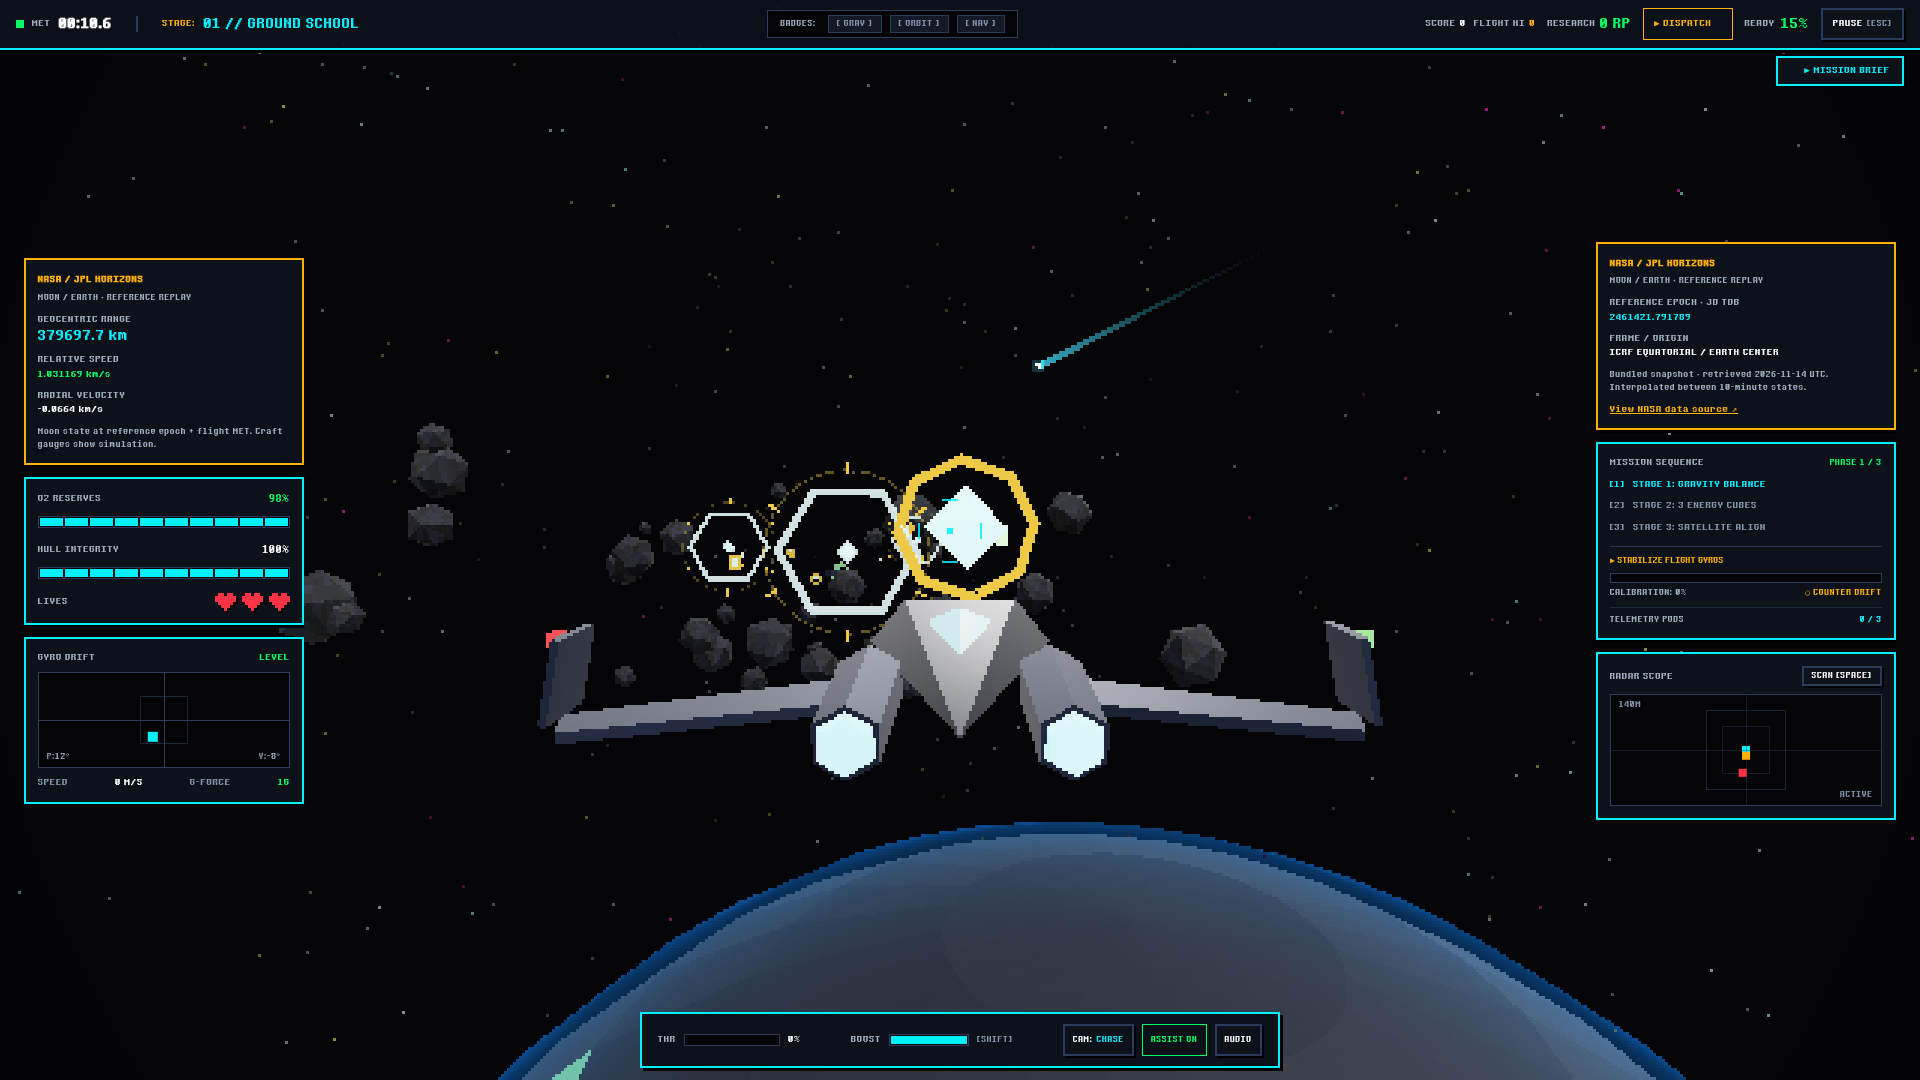 MET 00:10.6 STAGE: 01 // GROUND SCHOOL BADGES: [ GRAV ] [ ORBIT ] [ NAV ] SCORE 0 FLIGHT HI 0 RESEARCH 0 RP ▶ DISPATCH READY 15% PAUSE [ESC]
▶ MISSION BRIEF
NASA / JPL HORIZONS
MOON / EARTH · REFERENCE REPLAY
GEOCENTRIC RANGE
379697.7 km
RELATIVE SPEED
1.031169 km/s
RADIAL VELOCITY
-0.0664 km/s
Moon state at reference epoch + flight MET. Craft
gauges show simulation.
O2 RESERVES 98%
HULL INTEGRITY 100%
LIVES
GYRO DRIFT LEVEL
P:12° Y:-8°
SPEED 0 M/S G-FORCE 1G
NASA / JPL HORIZONS
MOON / EARTH · REFERENCE REPLAY
REFERENCE EPOCH · JD TDB
2461421.791789
FRAME / ORIGIN
ICRF EQUATORIAL / EARTH CENTER
Bundled snapshot · retrieved 2026-11-14 UTC.
Interpolated between 10-minute states.
View NASA data source ↗
MISSION SEQUENCE PHASE 1 / 3
[1] STAGE 1: GRAVITY BALANCE
[2] STAGE 2: 3 ENERGY CUBES
[3] STAGE 3: SATELLITE ALIGN
▶ STABILIZE FLIGHT GYROS
CALIBRATION: 0% ○ COUNTER DRIFT
TELEMETRY PODS 0 / 3
RADAR SCOPE SCAN [SPACE]
140M
ACTIVE
THR 0% BOOST [SHIFT] CAM: CHASE ASSIST ON AUDIO